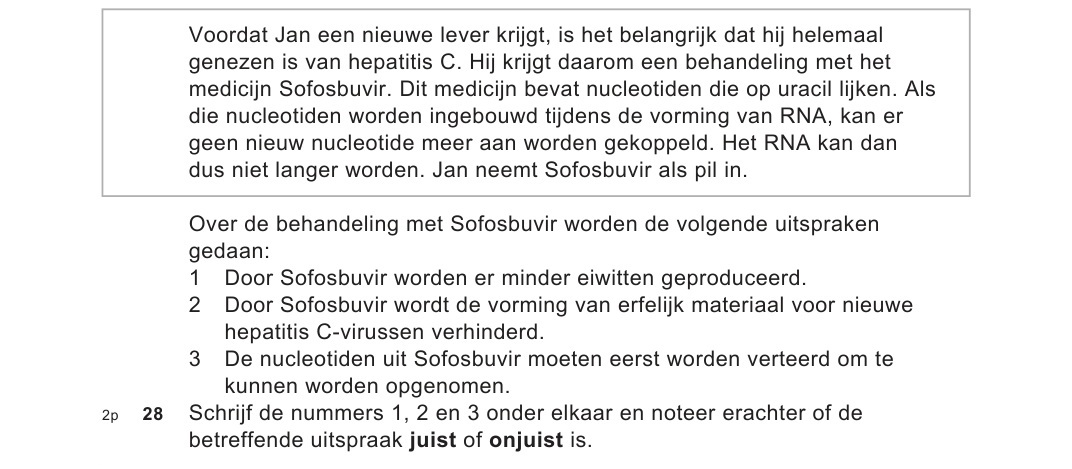 Voordat Jan een nieuwe lever krijgt, is het belangrijk dat hij helemaal
genezen is van hepatitis C. Hij krijgt daarom een behandeling met het
medicijn Sofosbuvir. Dit medicijn bevat nucleotiden die op uracil lijken. Als
die nucleotiden worden ingebouwd tijdens de vorming van RNA, kan er
geen nieuw nucleotide meer aan worden gekoppeld. Het RNA kan dan
dus niet langer worden. Jan neemt Sofosbuvir als pil in.
Over de behandeling met Sofosbuvir worden de volgende uitspraken
gedaan:
1 Door Sofosbuvir worden er minder eiwitten geproduceerd.
2 Door Sofosbuvir wordt de vorming van erfelijk materiaal voor nieuwe
hepatitis C-virussen verhinderd.
3 De nucleotiden uit Sofosbuvir moeten eerst worden verteerd om te
kunnen worden opgenomen.
2p 28 Schrijf de nummers 1, 2 en 3 onder elkaar en noteer erachter of de
betreffende uitspraak juist of onjuist is.